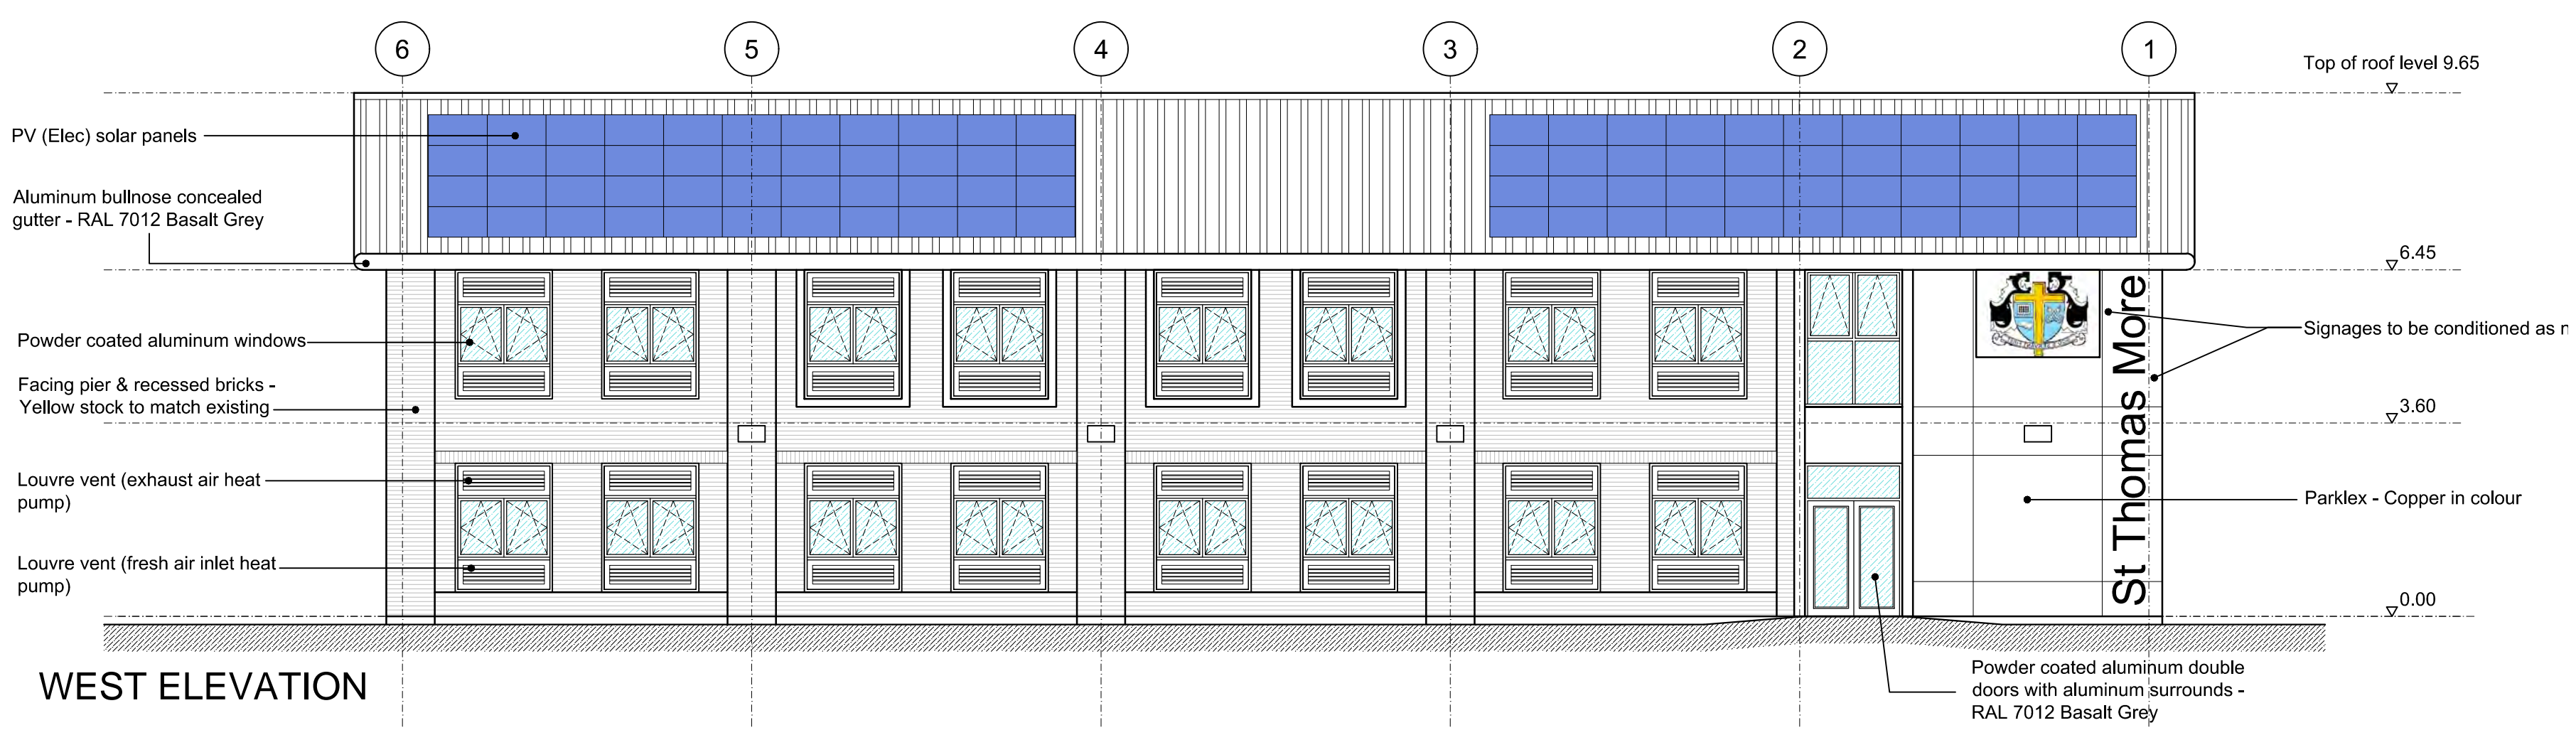 6
5
4
3
2
1
Top of roof level 9.65
PV (Elec) solar panels
Aluminum bullnose concealed
gutter - RAL 7012 Basalt Grey
6.45
Powder coated aluminum windows
Signages to be conditioned as
St Thomas More
Facing pier & recessed bricks -
Yellow stock to match existing
3.60
Louvre vent (exhaust air heat
pump)
Parklex - Copper in colour
Louvre vent (fresh air inlet heat
pump)
0.00
WEST ELEVATION
Powder coated aluminum double
doors with aluminum surrounds -
RAL 7012 Basalt Grey